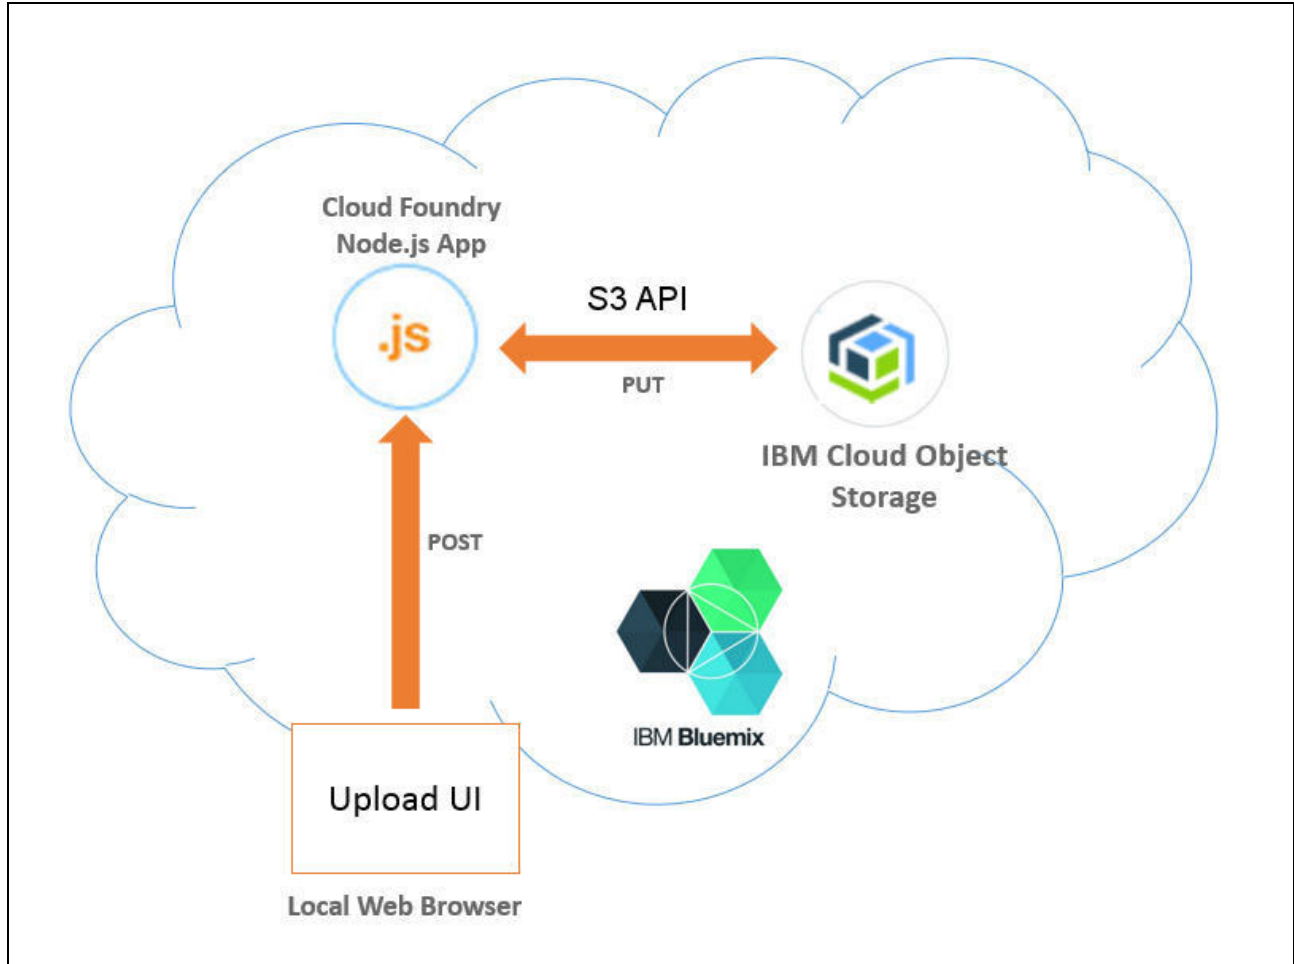 Cloud Foundry
Node.js App
.js
S3 API
PUT
IBM Cloud Object
Storage
POST
IBM Bluemix
Upload UI
Local Web Browser